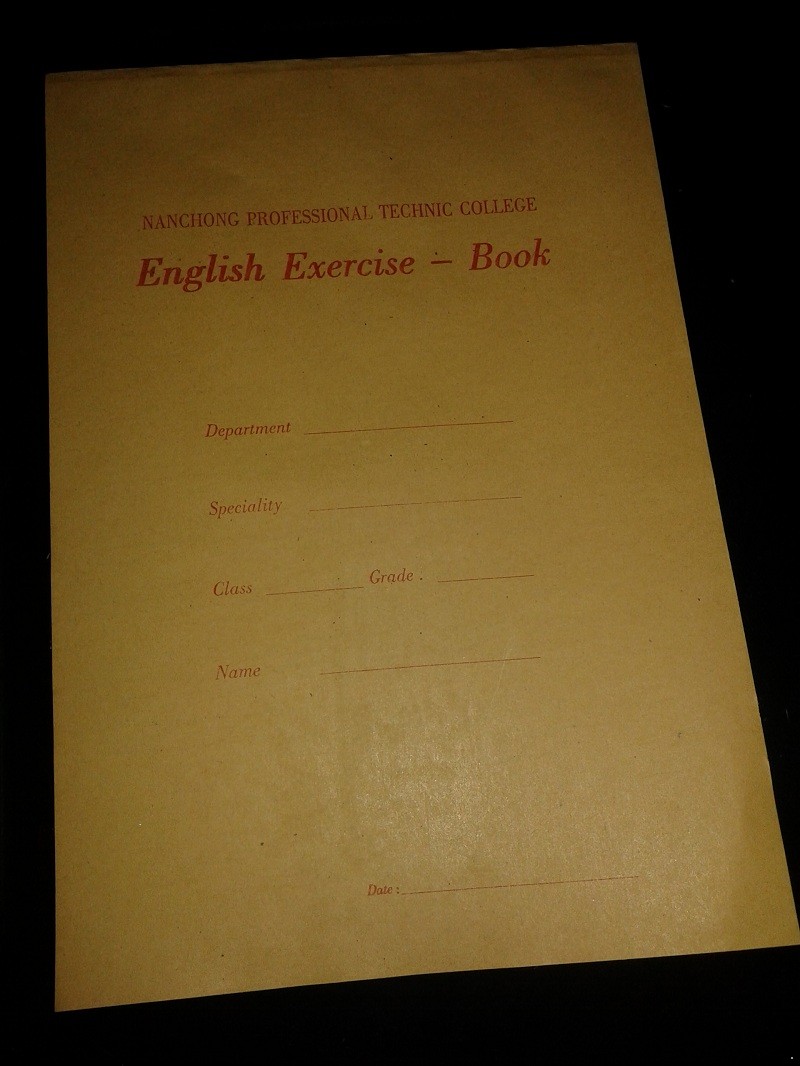 NANCHONG PROFESSIONAL TECHNIC COLLEGE
English Exercise – Book
Department
Speciality
Class Grade .
Name
Date :